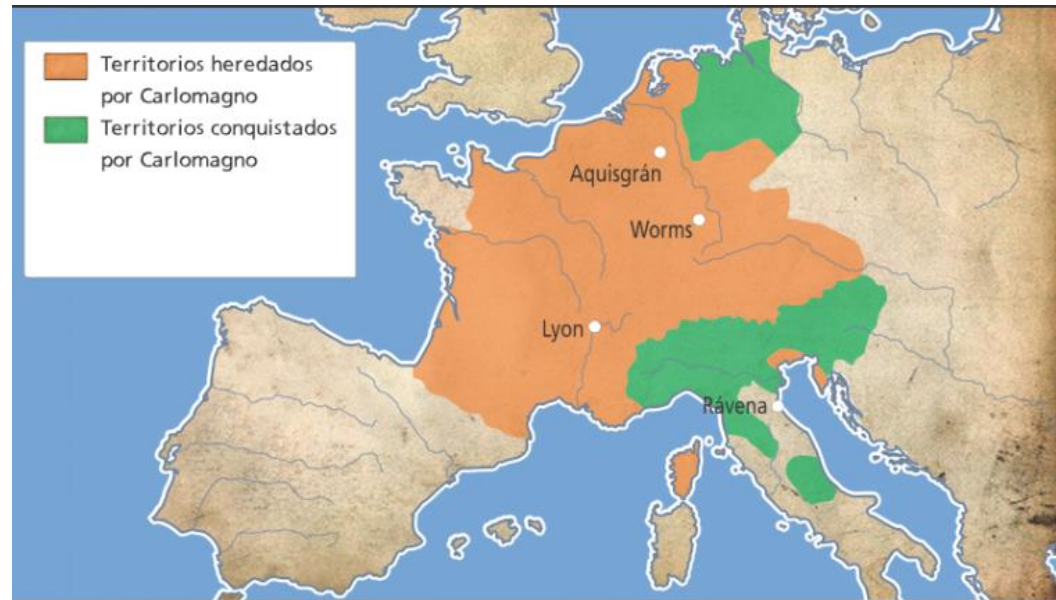 Territorios heredados
por Carlomagno
Territorios conquistados
por Carlomagno
Aquisgrán
Worms
Lyon
Rávena